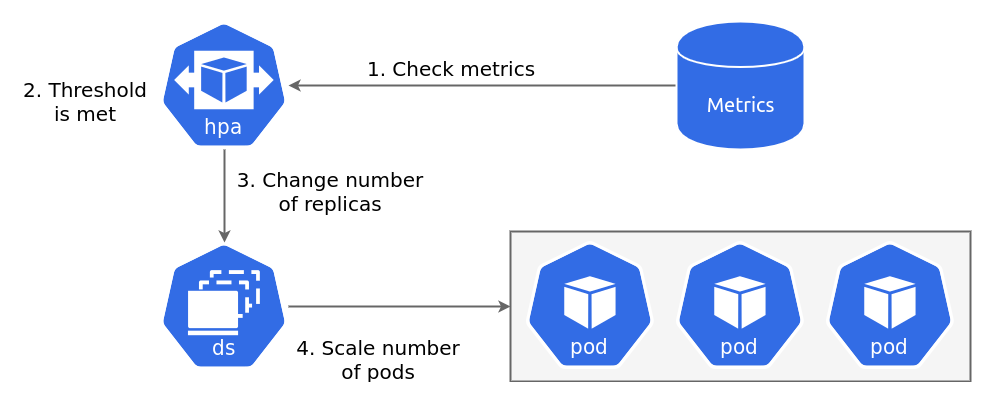 1. Check metrics
Metrics
2. Threshold
is met
hpa
3. Change number
of replicas
ds
4. Scale number
of pods
pod
pod
pod